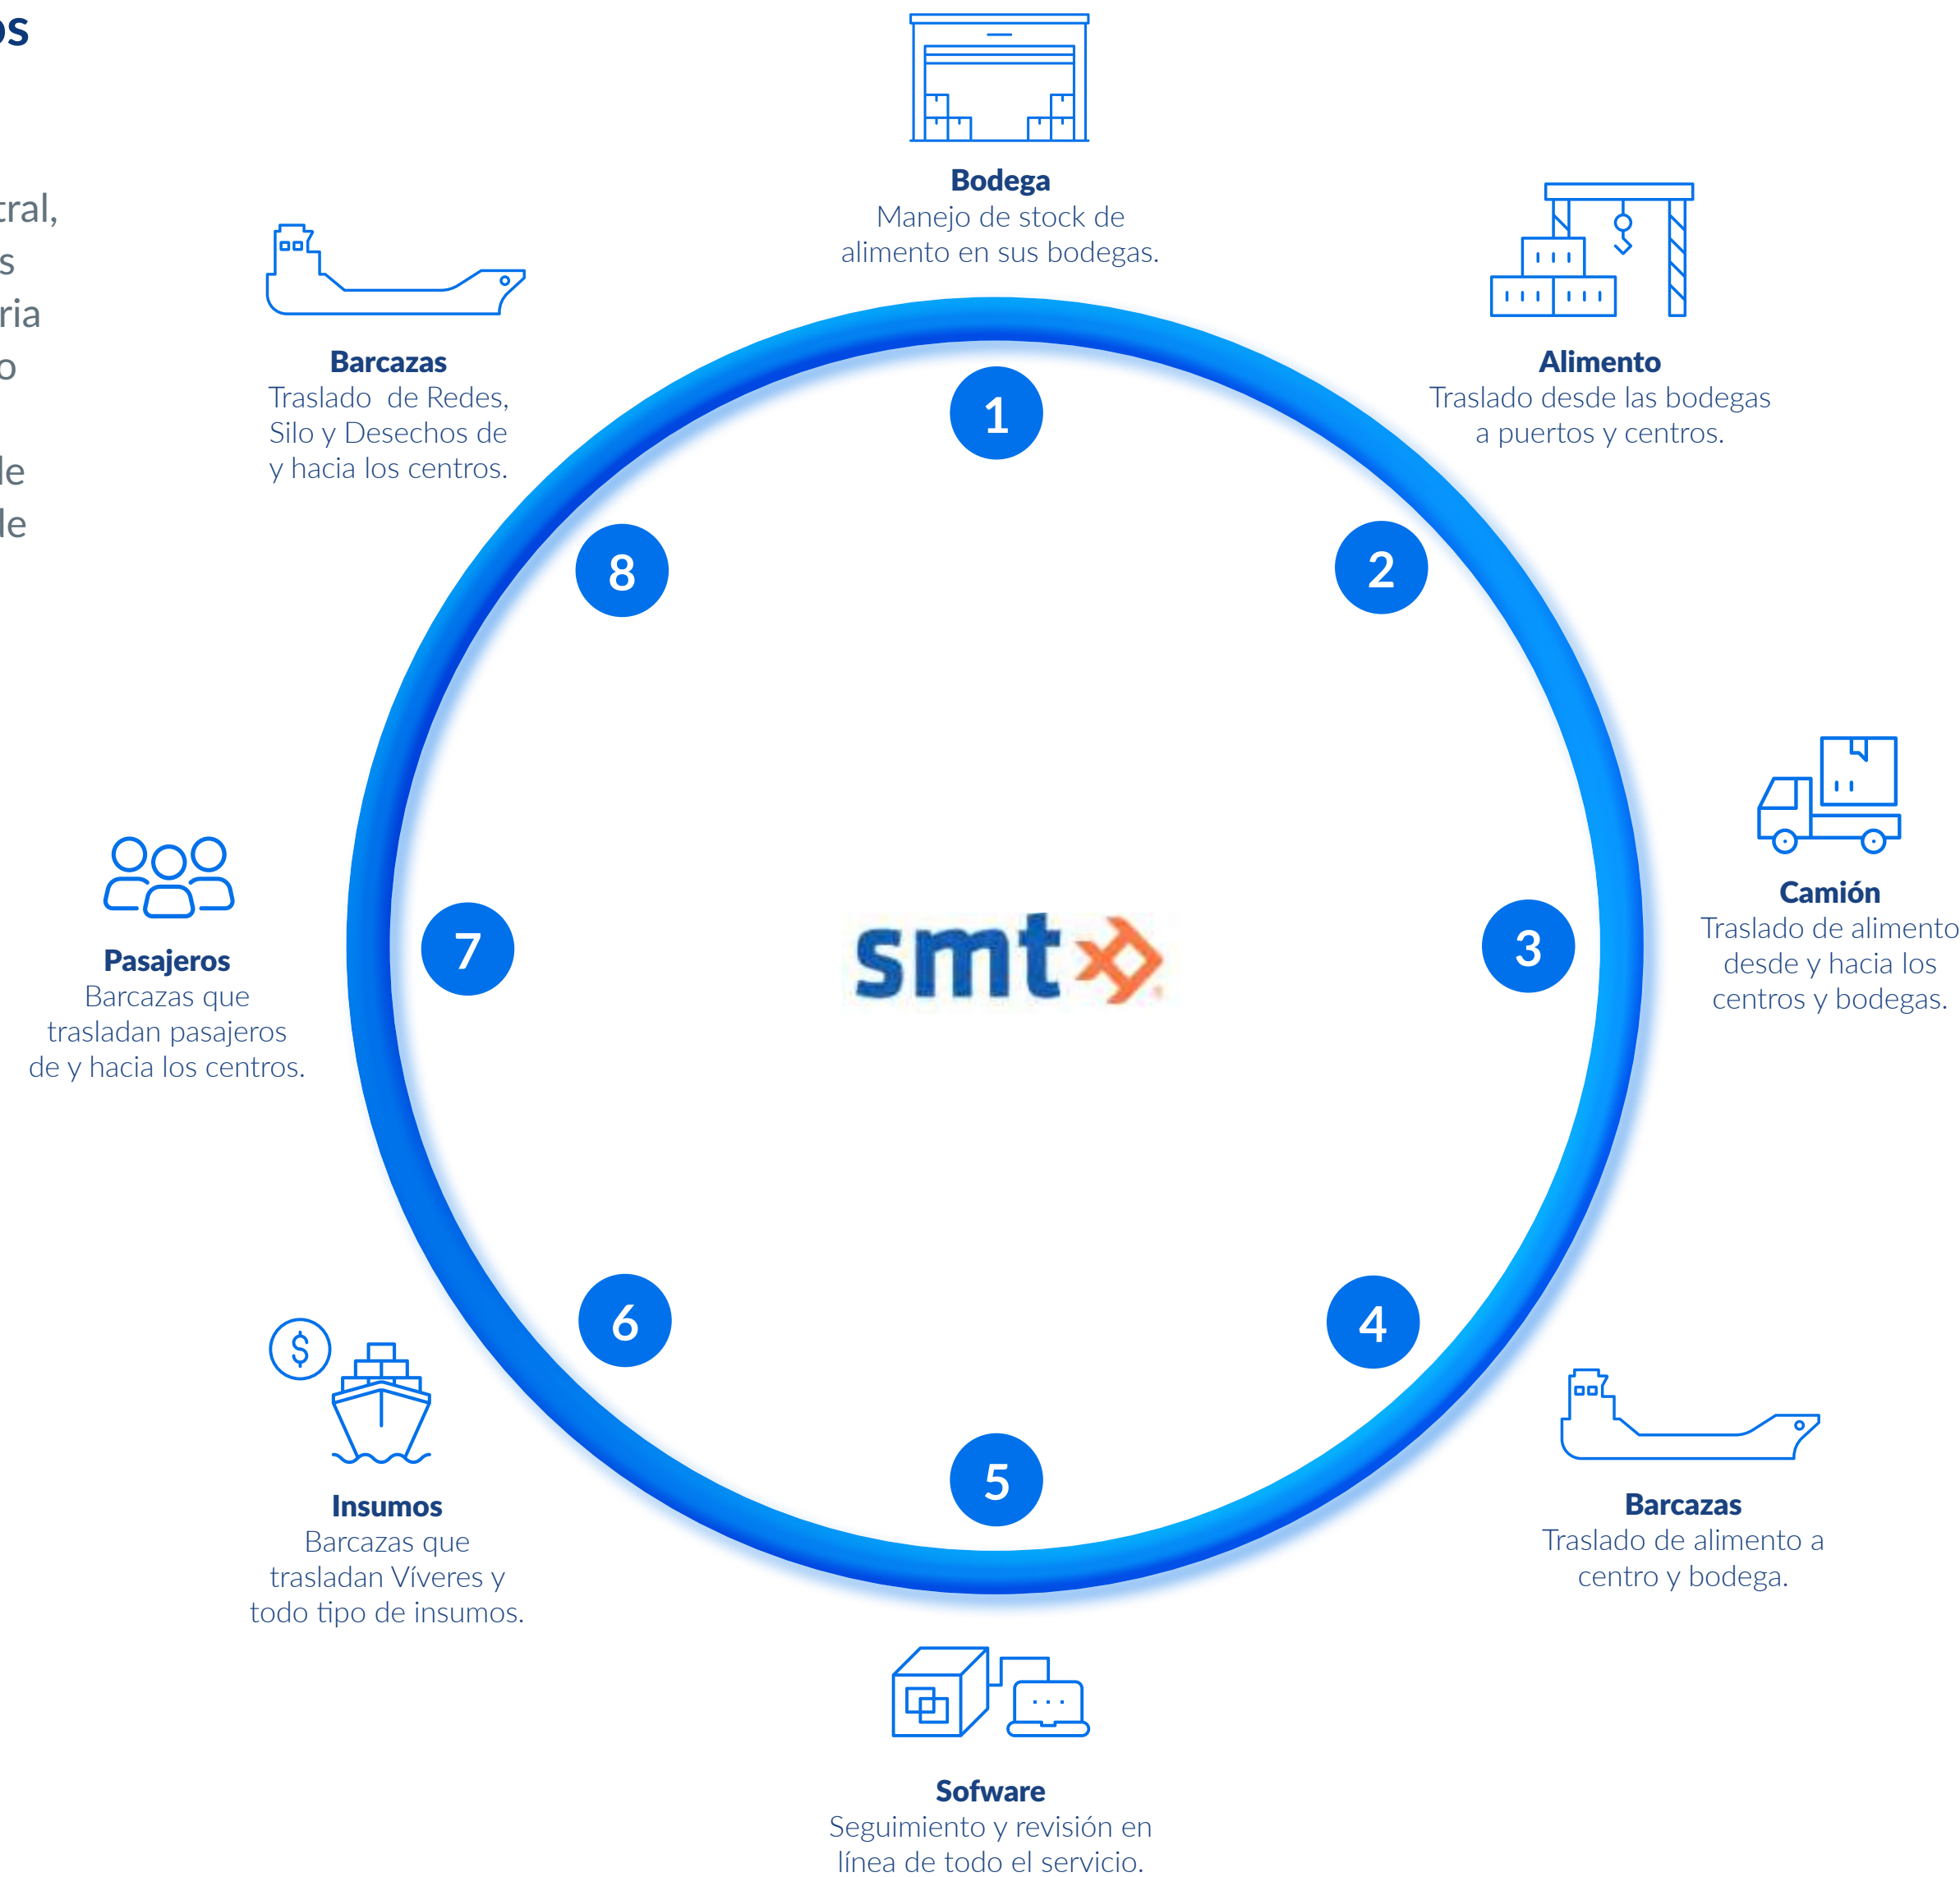 os
tral,
s
ria
o
Bodega
Manejo de stock de
alimento en sus bodegas.
1
Alimento
Traslado desde las bodegas
a puertos y centros.
2
Camión
Traslado de alimento
desde y hacia los
centros y bodegas.
3
Barcazas
Traslado de alimento a
centro y bodega.
4
Sofware
Seguimiento y revisión en
línea de todo el servicio.
5
Insumos
Barcazas que
trasladan Víveres y
todo tipo de insumos.
$
6
Pasajeros
Barcazas que
trasladan pasajeros
de y hacia los centros.
7
Barcazas
Traslado de Redes,
Silo y Desechos de
y hacia los centros.
8
smt